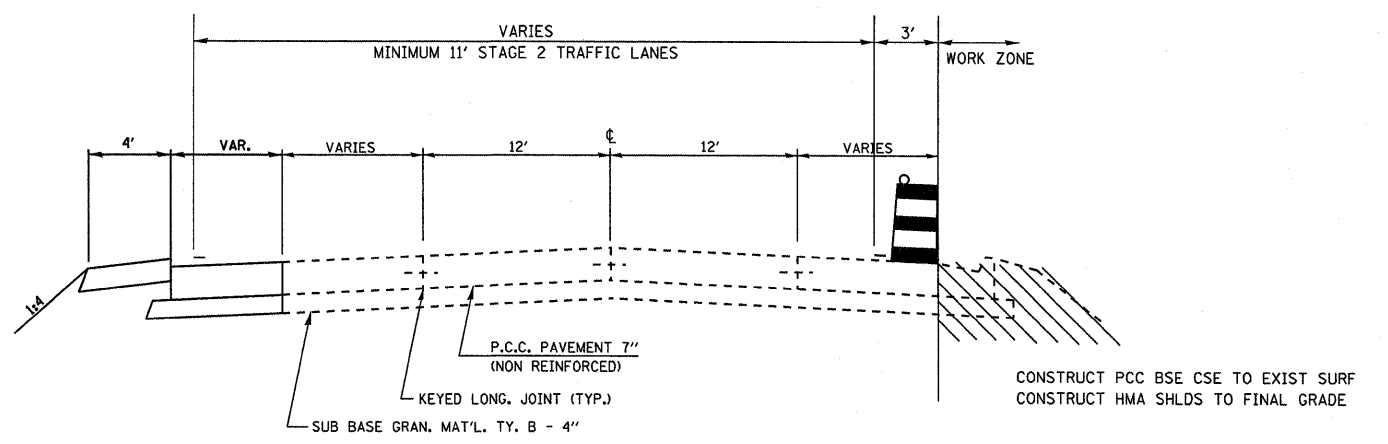 VARIES
MINIMUM 11' STAGE 2 TRAFFIC LANES
3'
WORK ZONE
4'
VAR.
VARIES
12'
℄
12'
VARIES
1:4
P.C.C. PAVEMENT 7"
(NON REINFORCED)
KEYED LONG. JOINT (TYP.)
SUB BASE GRAN. MAT'L. TY. B - 4"
CONSTRUCT PCC BSE CSE TO EXIST SURF
CONSTRUCT HMA SHLDS TO FINAL GRADE